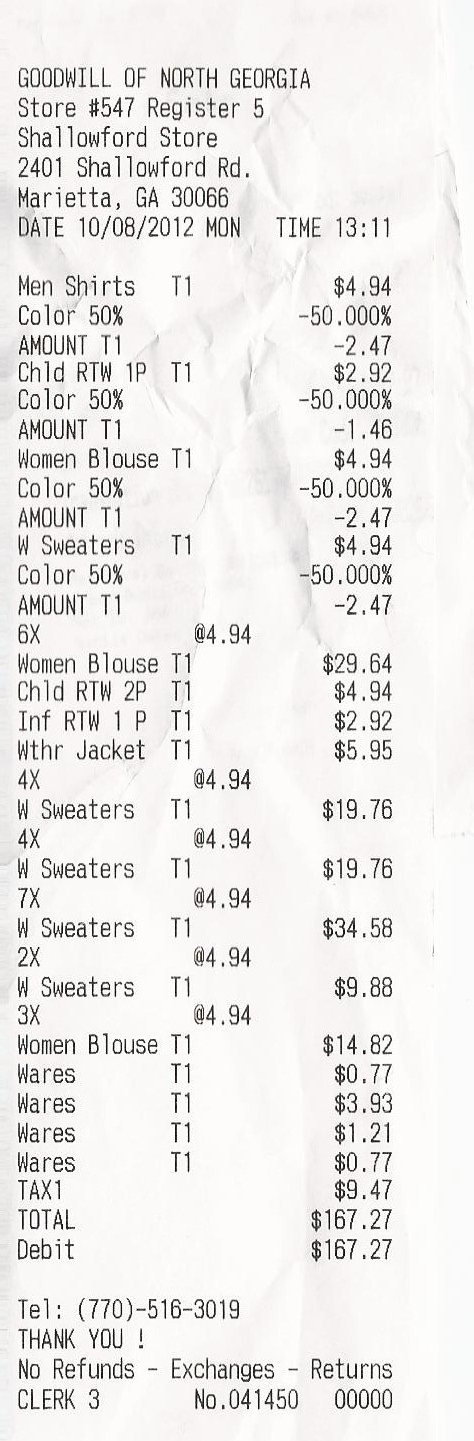 GOODWILL OF NORTH GEORGIA
Store #547 Register 5
Shallowford Store
2401 Shallowford Rd.
Marietta, GA 30066
DATE 10/08/2012 MON TIME 13:11
Men Shirts T1 $4.94
Color 50% -50.000%
AMOUNT T1 -2.47
Chld RTW 1P T1 $2.92
Color 50% -50.000%
AMOUNT T1 -1.46
Women Blouse T1 $4.94
Color 50% -50.000%
AMOUNT T1 -2.47
W Sweaters T1 $4.94
Color 50% -50.000%
AMOUNT T1 -2.47
6X @4.94
Women Blouse T1 $29.64
Chld RTW 2P T1 $4.94
Inf RTW 1 P T1 $2.92
Wthr Jacket T1 $5.95
4X @4.94
W Sweaters T1 $19.76
4X @4.94
W Sweaters T1 $19.76
7X @4.94
W Sweaters T1 $34.58
2X @4.94
W Sweaters T1 $9.88
3X @4.94
Women Blouse T1 $14.82
Wares T1 $0.77
Wares T1 $3.93
Wares T1 $1.21
Wares T1 $0.77
TAX1 $9.47
TOTAL $167.27
Debit $167.27
Tel: (770)-516-3019
THANK YOU !
No Refunds - Exchanges - Returns
CLERK 3 No.041450 00000